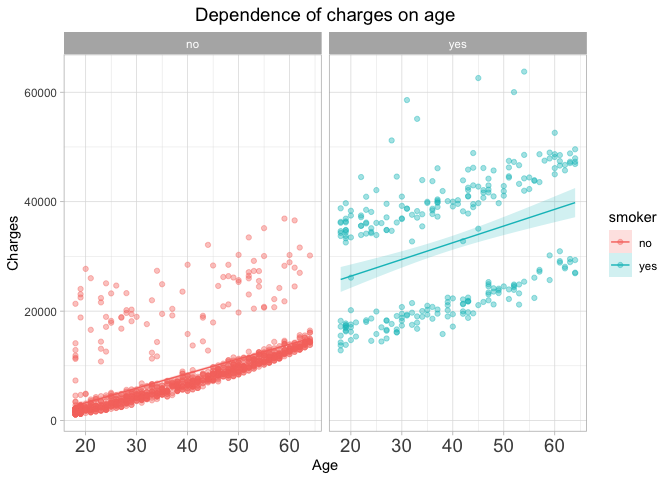 Dependence of charges on age
no yes
60000
40000
20000
0
20 30 40 50 60 20 30 40 50 60
Charges
Age
smoker
no
yes